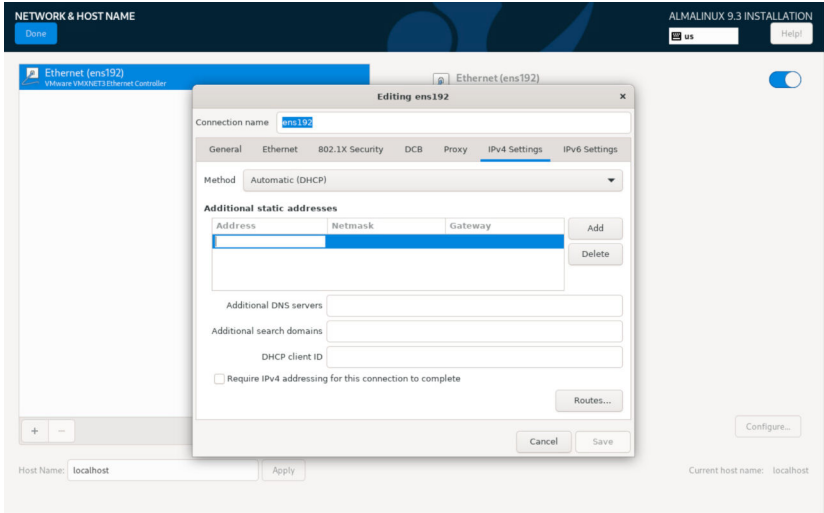 NETWORK & HOST NAME
ALMALINUX 9.3 INSTALLATION
Done
us
Help!
Ethernet (ens192)
VMware VMXNET3 Ethernet Controller
Ethernet (ens192)
Editing ens192
Connection name ens192
General Ethernet 802.1X Security DCB Proxy IPv4 Settings IPv6 Settings
Method Automatic (DHCP)
Additional static addresses
Address Netmask Gateway
Add
Delete
Additional DNS servers
Additional search domains
DHCP client ID
Require IPv4 addressing for this connection to complete
Routes...
Cancel Save
+ −
Configure...
Host Name: localhost Apply
Current host name: localhost